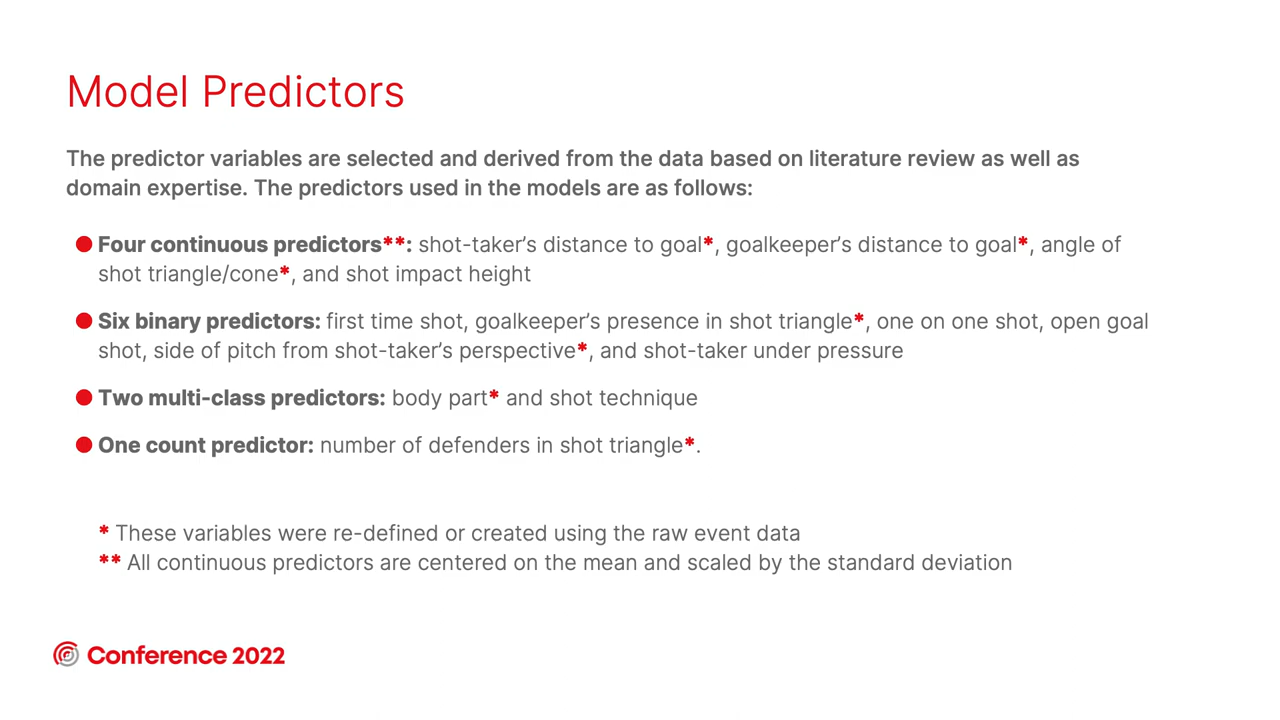 Model Predictors
The predictor variables are selected and derived from the data based on literature review as well as
domain expertise. The predictors used in the models are as follows:
● Four continuous predictors**: shot-taker’s distance to goal*, goalkeeper’s distance to goal*, angle of
shot triangle/cone*, and shot impact height
● Six binary predictors: first time shot, goalkeeper’s presence in shot triangle*, one on one shot, open goal
shot, side of pitch from shot-taker’s perspective*, and shot-taker under pressure
● Two multi-class predictors: body part* and shot technique
● One count predictor: number of defenders in shot triangle*.
* These variables were re-defined or created using the raw event data
** All continuous predictors are centered on the mean and scaled by the standard deviation
Conference 2022